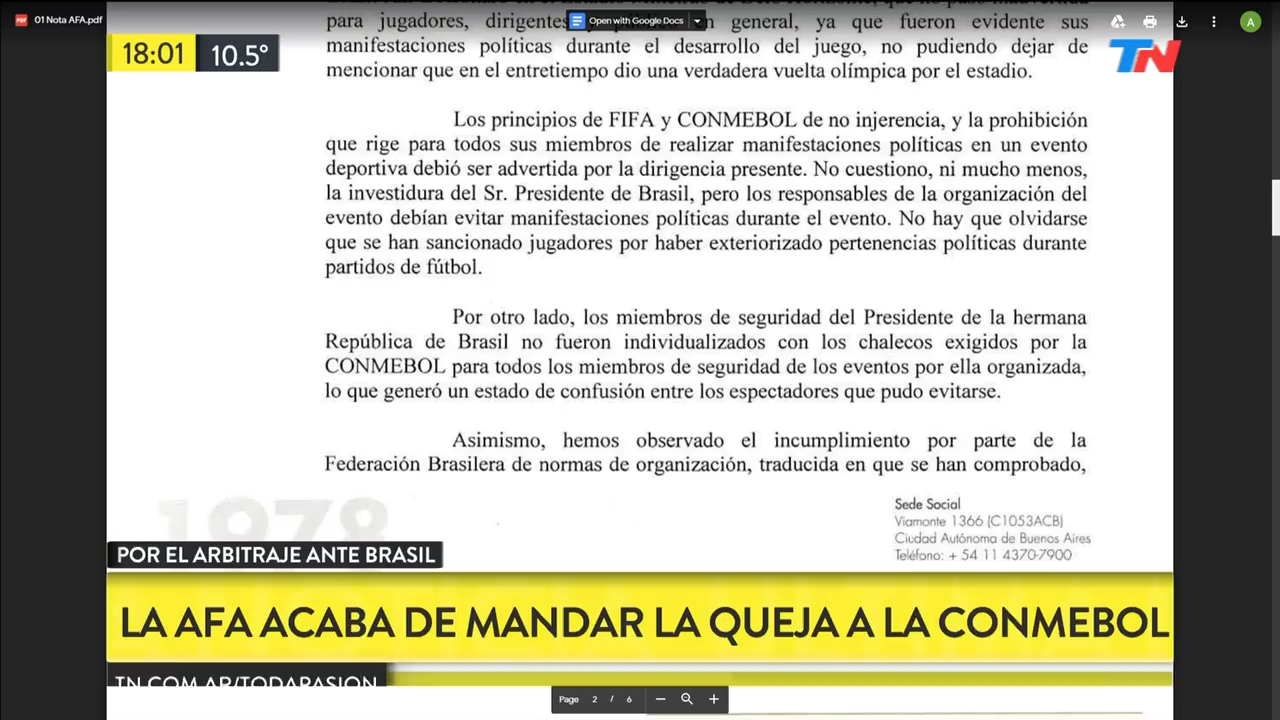 01 Nota AFA.pdf
Open with Google Docs
A
18:01 10.5°
TN
para jugadores, dirigentes general, ya que fueron evidente sus
manifestaciones políticas durante el desarrollo del juego, no pudiendo dejar de
mencionar que en el entretiempo dio una verdadera vuelta olímpica por el estadio.
Los principios de FIFA y CONMEBOL de no injerencia, y la prohibición
que rige para todos sus miembros de realizar manifestaciones políticas en un evento
deportiva debió ser advertida por la dirigencia presente. No cuestiono, ni mucho menos,
la investidura del Sr. Presidente de Brasil, pero los responsables de la organización del
evento debían evitar manifestaciones políticas durante el evento. No hay que olvidarse
que se han sancionado jugadores por haber exteriorizado pertenencias políticas durante
partidos de fútbol.
Por otro lado, los miembros de seguridad del Presidente de la hermana
República de Brasil no fueron individualizados con los chalecos exigidos por la
CONMEBOL para todos los miembros de seguridad de los eventos por ella organizada,
lo que generó un estado de confusión entre los espectadores que pudo evitarse.
Asimismo, hemos observado el incumplimiento por parte de la
Federación Brasilera de normas de organización, traducida en que se han comprobado,
1978
Sede Social
Viamonte 1366 (C1053ACB)
Ciudad Autónoma de Buenos Aires
Teléfono: + 54 11 4370-7900
POR EL ARBITRAJE ANTE BRASIL
LA AFA ACABA DE MANDAR LA QUEJA A LA CONMEBOL
TN.COM.AR/TODAPASION
Page 2 / 6